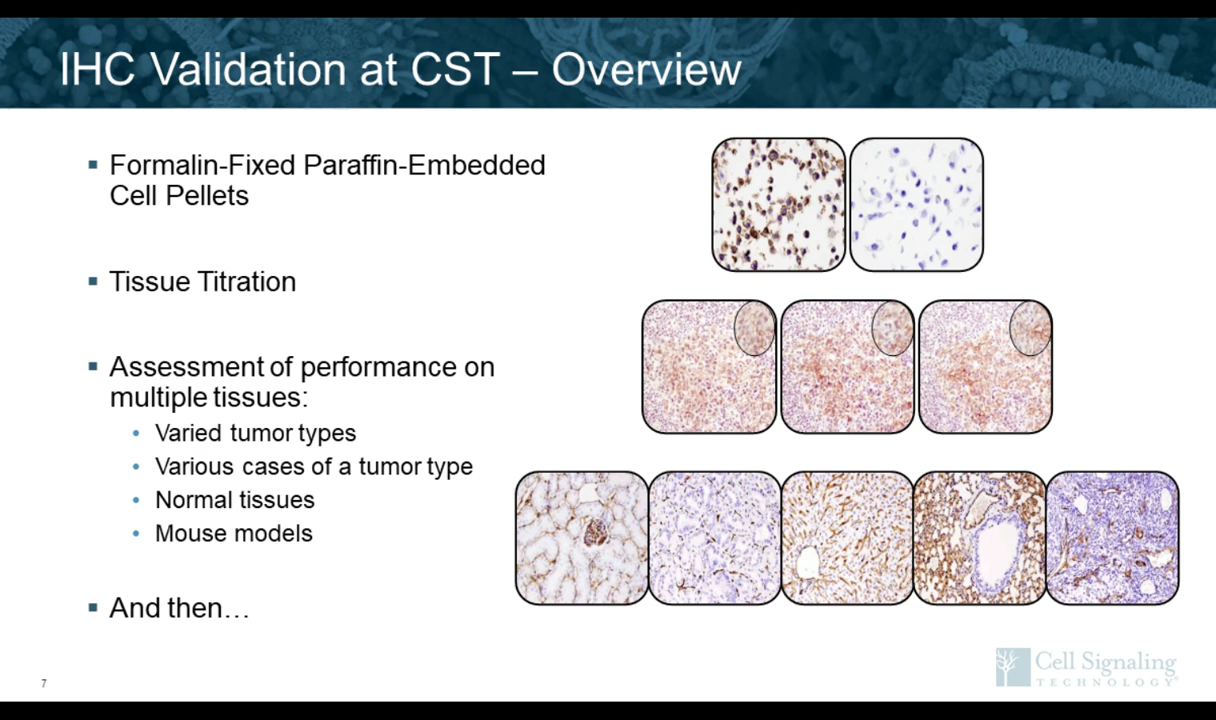 IHC Validation at CST – Overview
▪ Formalin-Fixed Paraffin-Embedded
Cell Pellets
▪ Tissue Titration
▪ Assessment of performance on
multiple tissues:
• Varied tumor types
• Various cases of a tumor type
• Normal tissues
• Mouse models
▪ And then…
7
Cell Signaling
TECHNOLOGY®